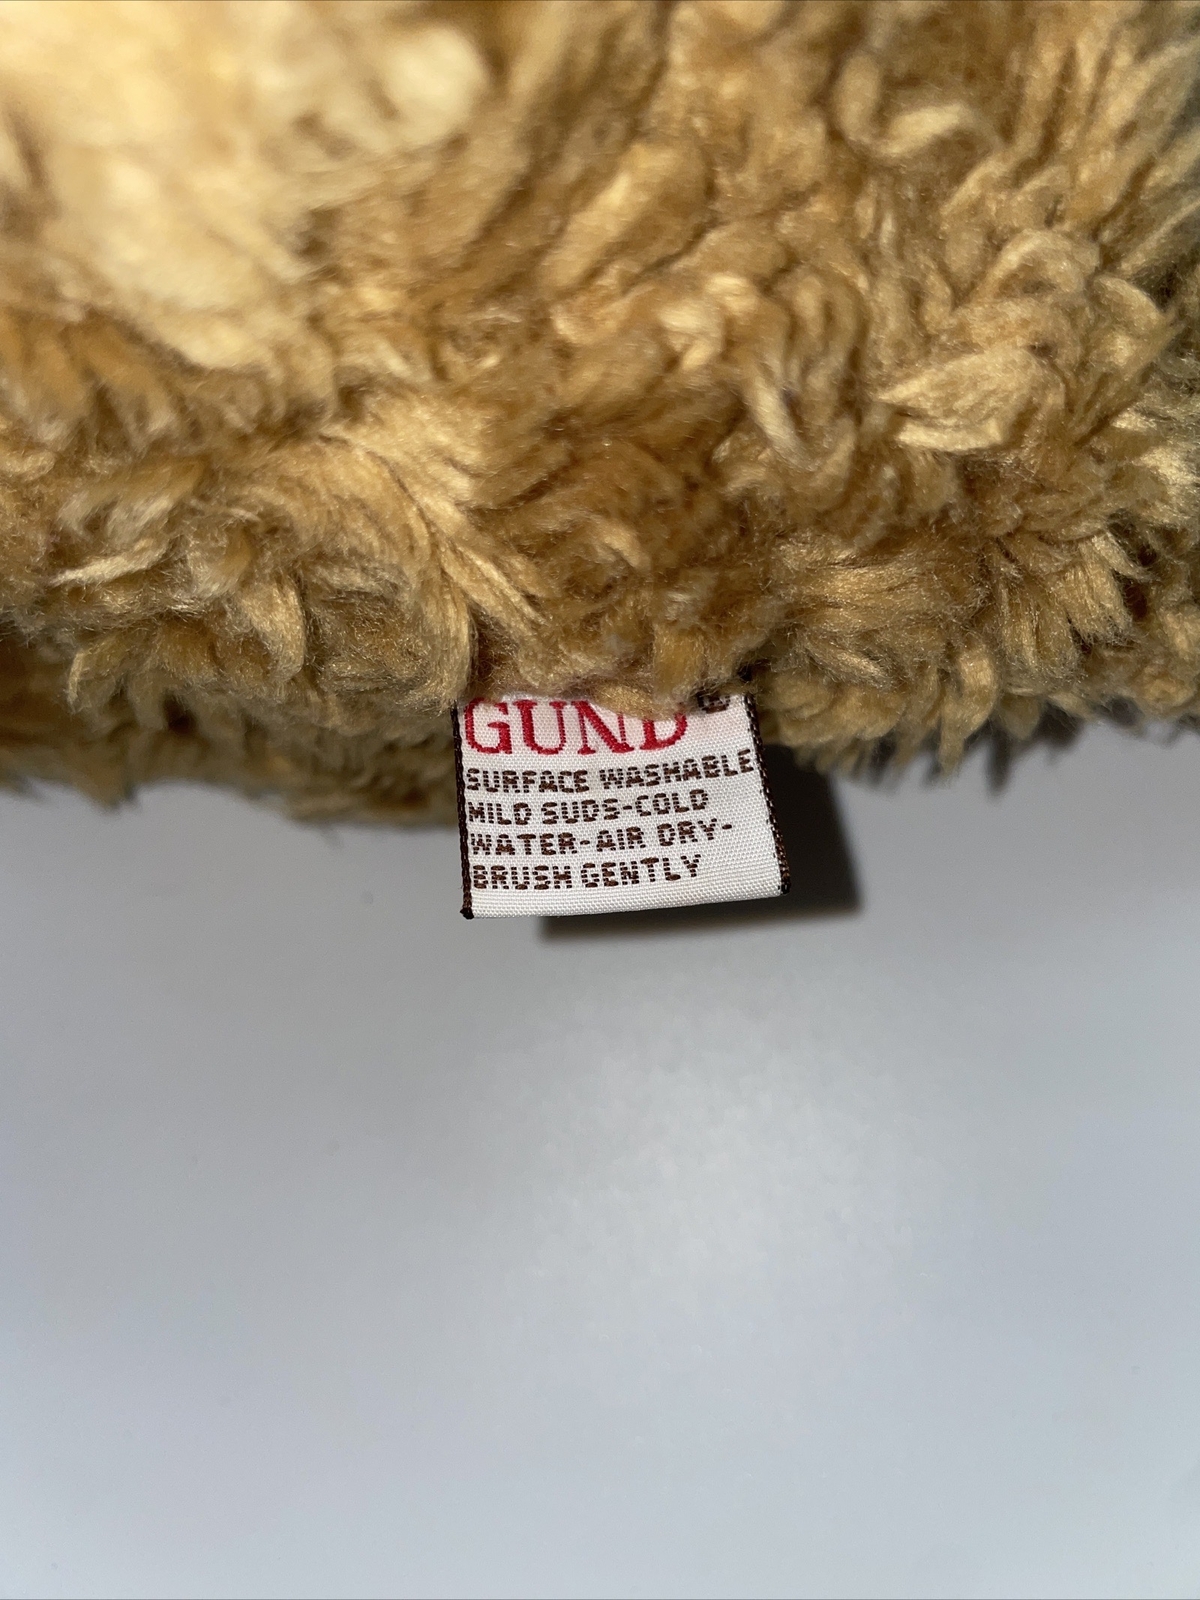 GUND®
SURFACE WASHABLE
MILD SUDS-COLD
WATER-AIR DRY-
BRUSH GENTLY